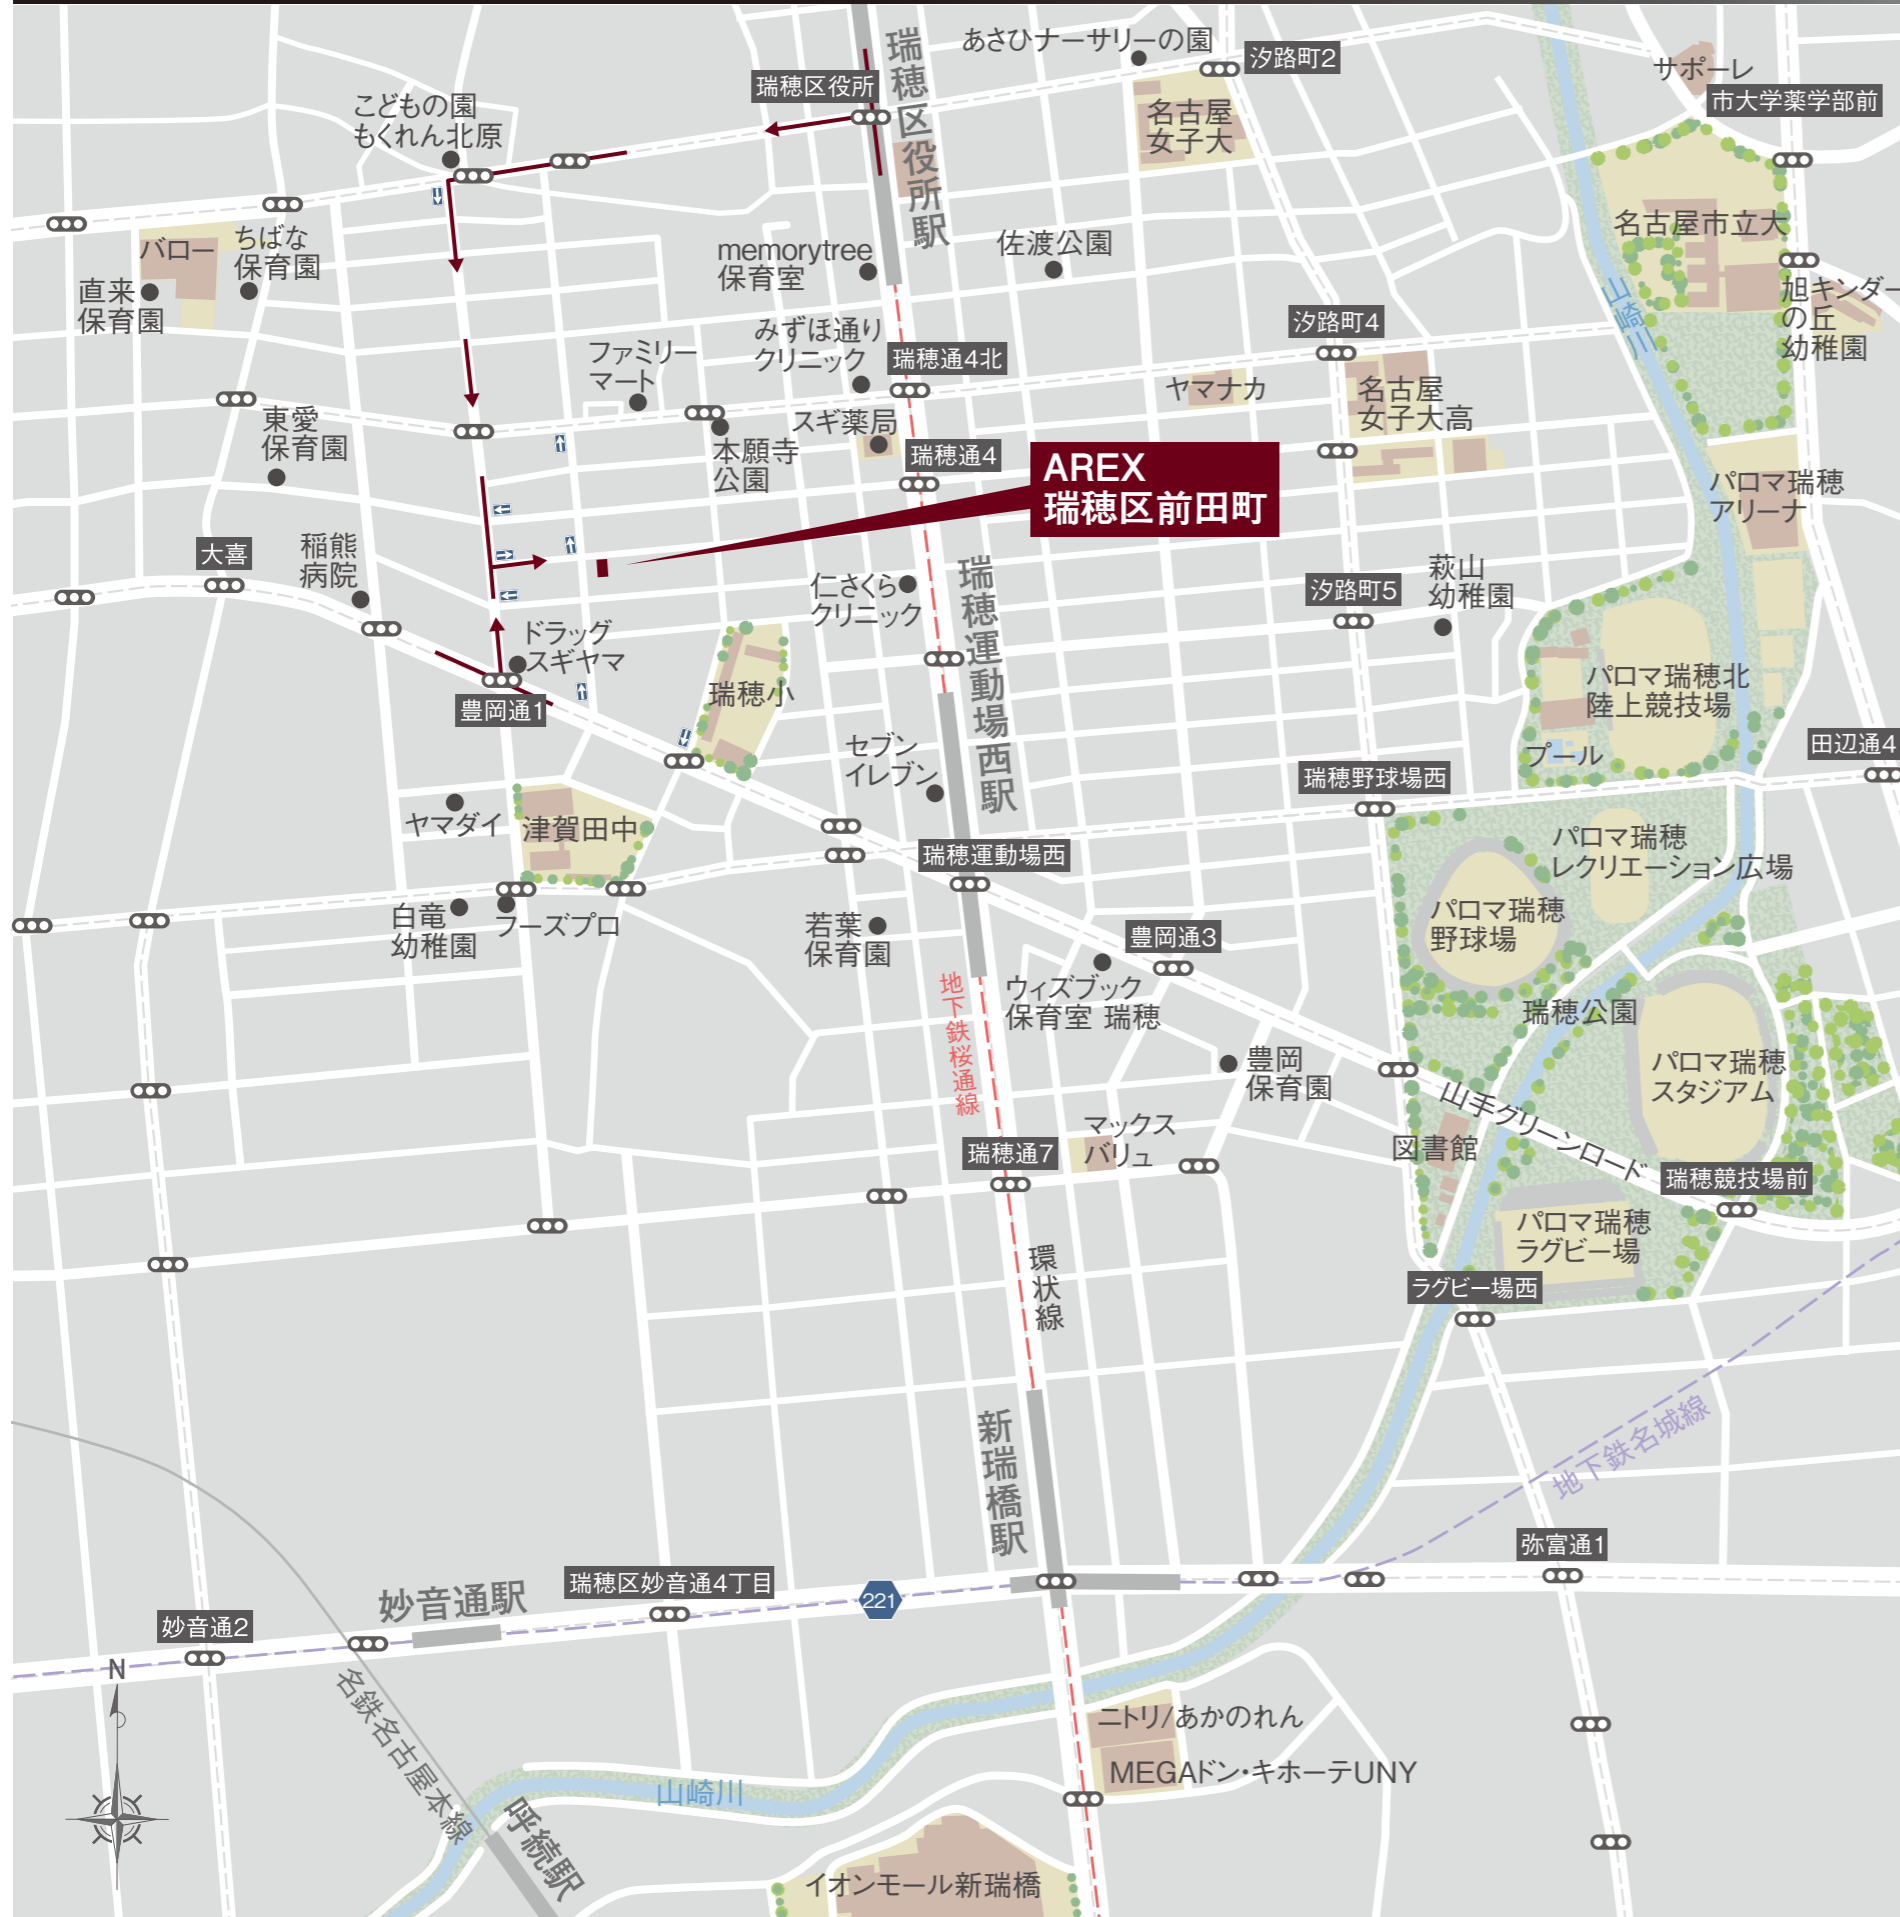 あさひナーサリーの園
汐路町2
サポーレ
市大学薬学部前
瑞穂区役所
瑞穂区役所駅
こどもの園
もくれん北原
名古屋
女子大
名古屋市立大
バロー
ちばな
保育園
直来
保育園
memorytree
保育室
佐渡公園
旭キンダー
の丘
幼稚園
山崎川
汐路町4
みずほ通り
クリニック
瑞穂通4北
ファミリー
マート
ヤマナカ
名古屋
女子大高
東愛
保育園
スギ薬局
本願寺
公園
瑞穂通4
AREX
瑞穂区前田町
パロマ瑞穂
アリーナ
大喜
稲熊
病院
仁さくら
クリニック
瑞穂運動場西駅
汐路町5
萩山
幼稚園
ドラッグ
スギヤマ
豊岡通1
瑞穂小
パロマ瑞穂北
陸上競技場
プール
田辺通4
セブン
イレブン
瑞穂野球場西
ヤマダイ
津賀田中
瑞穂運動場西
パロマ瑞穂
レクリエーション広場
白竜
幼稚園
フーズプロ
若葉
保育園
豊岡通3
パロマ瑞穂
野球場
地下鉄桜通線
ウィズブック
保育室 瑞穂
瑞穂公園
豊岡
保育園
パロマ瑞穂
スタジアム
山手グリーンロード
マックス
バリュ
瑞穂通7
図書館
瑞穂競技場前
パロマ瑞穂
ラグビー場
環状線
ラグビー場西
地下鉄名城線
新瑞橋駅
弥富通1
瑞穂区妙音通4丁目
妙音通駅
221
妙音通2
N
名鉄名古屋本線
ニトリ/あかのれん
MEGAドン・キホーテUNY
山崎川
呼続駅
イオンモール新瑞橋